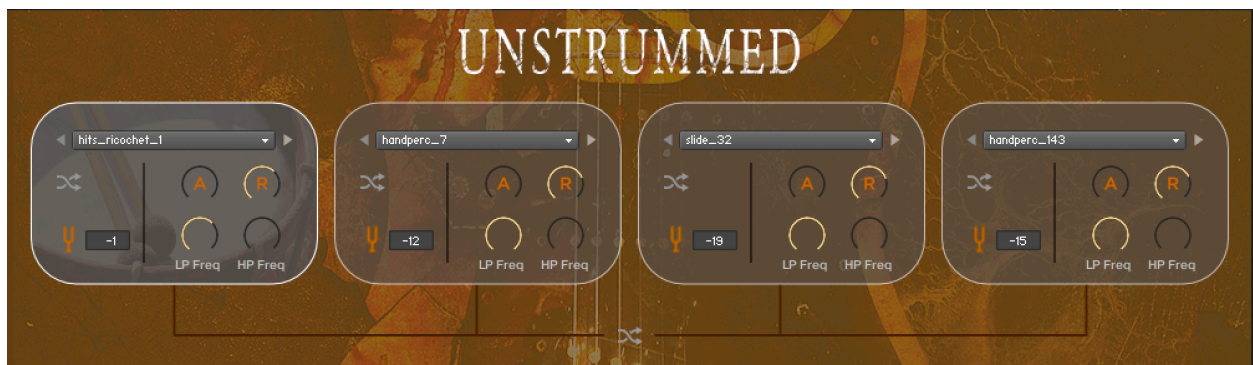 UNSTRUMMED
hits_ricochet_1
A R
-1
LP Freq HP Freq
handperc_7
A R
-12
LP Freq HP Freq
slide_32
A R
-19
LP Freq HP Freq
handperc_143
A R
-15
LP Freq HP Freq